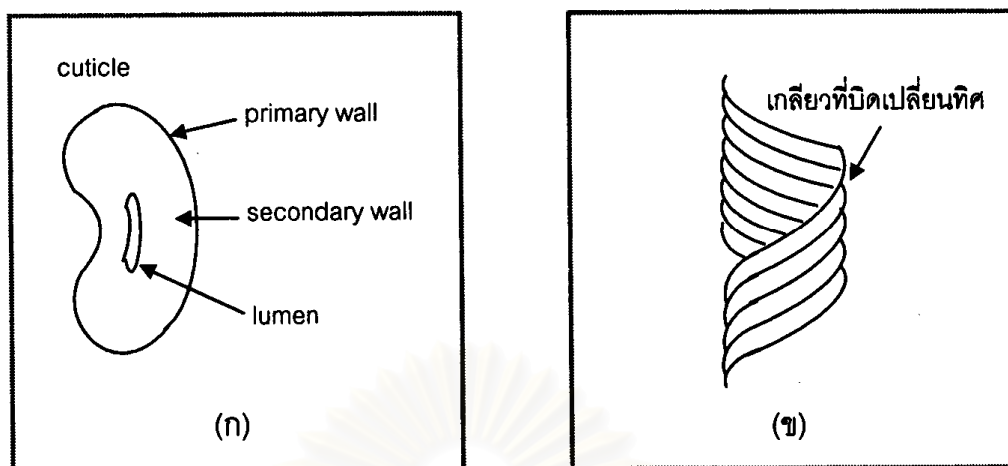 cuticle
primary wall
secondary wall
lumen
(ก)
เกลียวที่บิดเปลี่ยนทิศ
(ข)